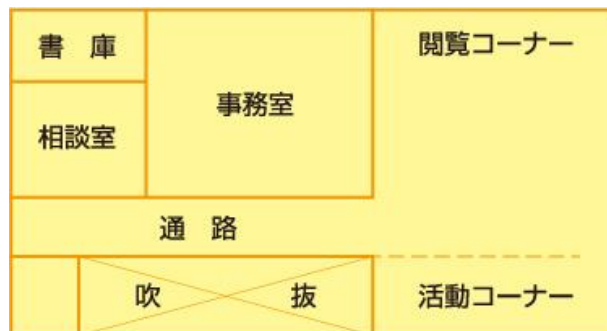 書 庫
事務室
閲覧コーナー
相談室
通 路
吹 抜
活動コーナー